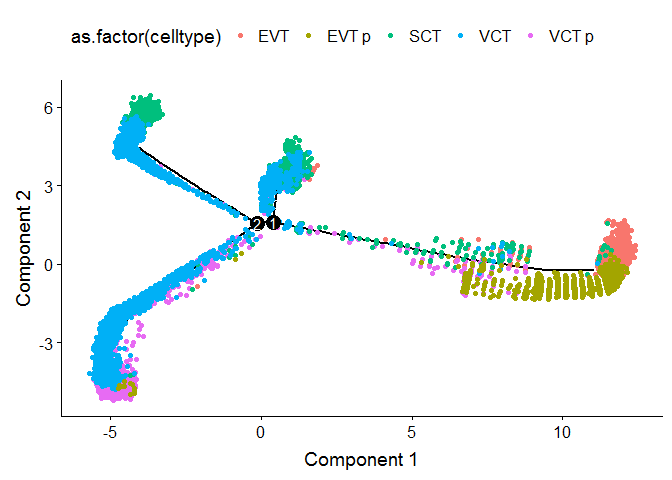 as.factor(celltype) EVT EVT p SCT VCT VCT p
6
3
0
-3
Component 2
2 1
-5 0 5 10
Component 1